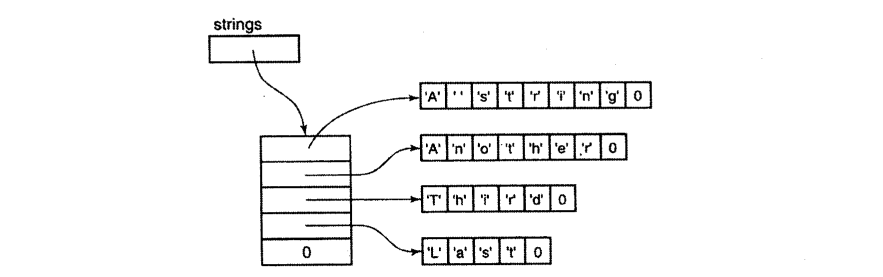 strings
'A' ' ' 's' 't' 'r' 'i' 'n' 'g' 0
'A' 'n' 'o' 't' 'h' 'e' 'r' 0
'T' 'h' 'i' 'r' 'd' 0
'L' 'a' 's' 't' 0
0